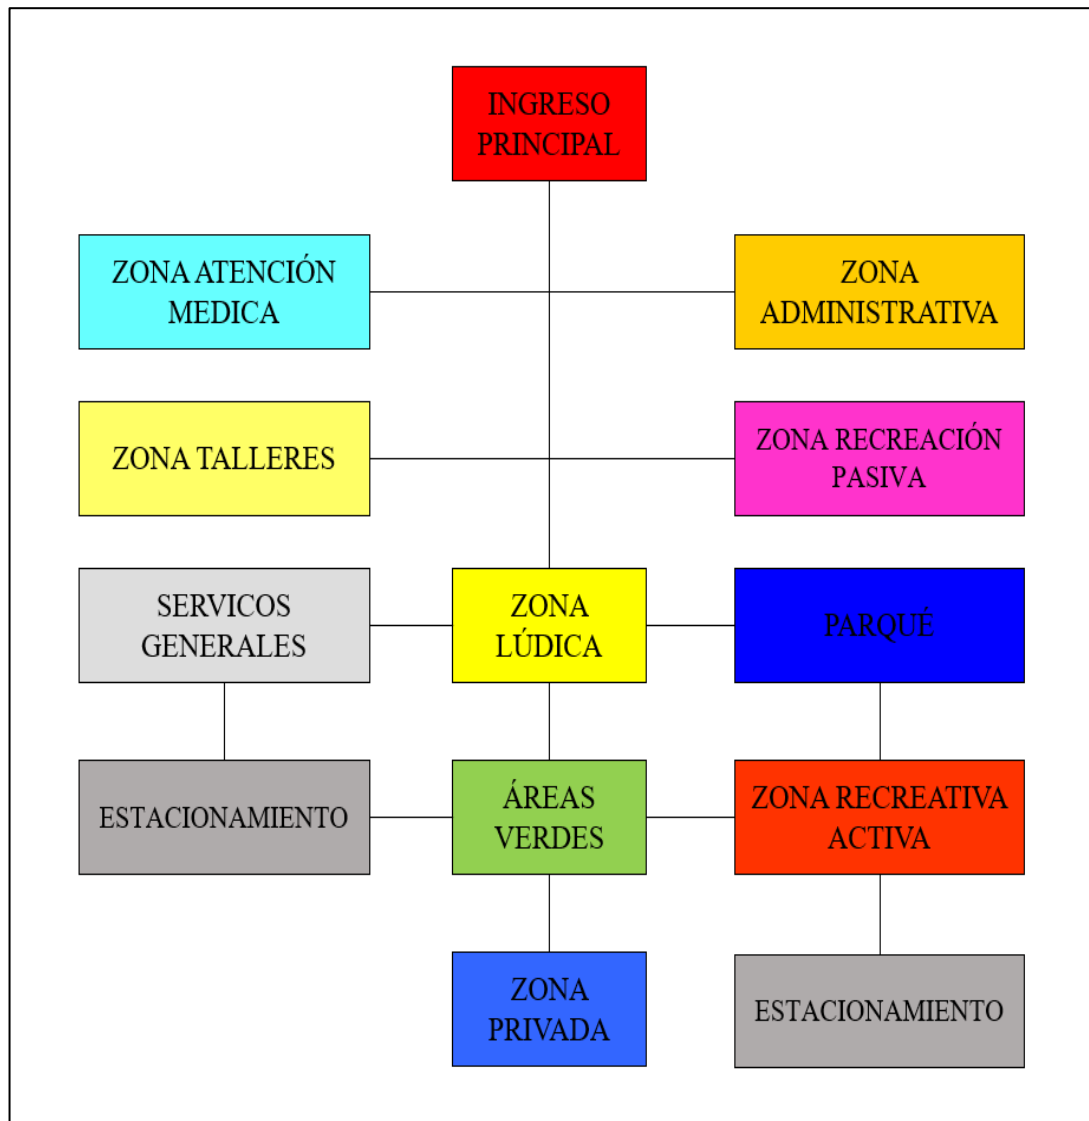 INGRESO
PRINCIPAL
ZONA ATENCIÓN
MEDICA
ZONA
ADMINISTRATIVA
ZONA TALLERES
ZONA RECREACIÓN
PASIVA
SERVICOS
GENERALES
ZONA
LÚDICA
PARQUÉ
ESTACIONAMIENTO
ÁREAS
VERDES
ZONA RECREATIVA
ACTIVA
ZONA
PRIVADA
ESTACIONAMIENTO